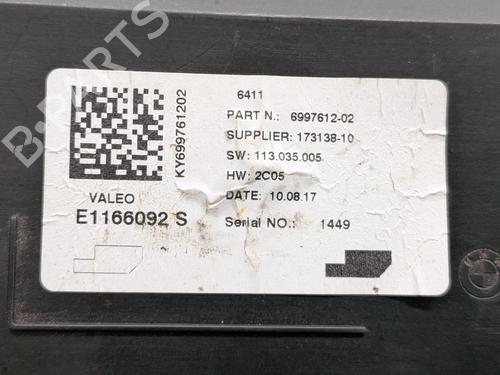 B-PARTS
6411
PART N.: 6997612-02
SUPPLIER: 173138-10
SW: 113.035.005
HW: 2C05
DATE: 10.08.17
Serial NO.: 1449
KY699761202
VALEO
E1166092 S